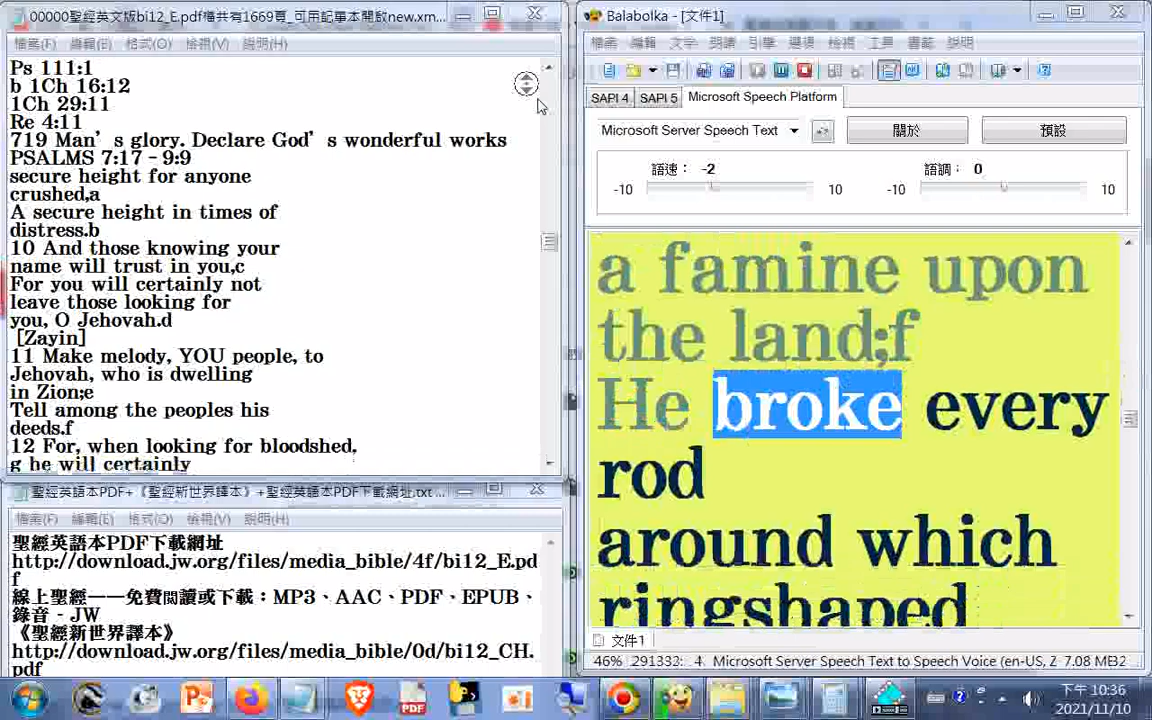 00000聖經英文版bi12_E.pdf檔共有1669頁_可用記事本開啟new.xm...
檔案(F) 編輯(E) 格式(O) 檢視(V) 說明(H)
Ps 111:1
b 1Ch 16:12
1Ch 29:11
Re 4:11
719 Man’s glory. Declare God’s wonderful works
PSALMS 7:17 – 9:9
secure height for anyone
crushed,a
A secure height in times of
distress.b
10 And those knowing your
name will trust in you,c
For you will certainly not
leave those looking for
you, O Jehovah.d
[Zayin]
11 Make melody, YOU people, to
Jehovah, who is dwelling
in Zion;e
Tell among the peoples his
deeds.f
12 For, when looking for bloodshed,
g he will certainly
聖經英語本PDF+《聖經新世界譯本》+聖經英語本PDF下載網址.txt ...
檔案(F) 編輯(E) 格式(O) 檢視(V) 說明(H)
聖經英語本PDF下載網址
http://download.jw.org/files/media_bible/4f/bi12_E.pd
f
線上聖經——免費閱讀或下載：MP3、AAC、PDF、EPUB、
錄音 - JW
《聖經新世界譯本》
http://download.jw.org/files/media_bible/0d/bi12_CH.
pdf
Balabolka - [文件1]
檔案 編輯 文字 朗讀 引擎 選項 檢視 工具 書籤 說明
SAPI 4 SAPI 5 Microsoft Speech Platform
Microsoft Server Speech Text 關於 預設
語速： -2 語調： 0
-10 10 -10 10
a famine upon
the land;f
He broke every
rod
around which
ringshaped
文件1
46% 291332: 4. Microsoft Server Speech Text to Speech Voice (en-US, Z 7.08 MB2
PDF
下午 10:36
2021/11/10